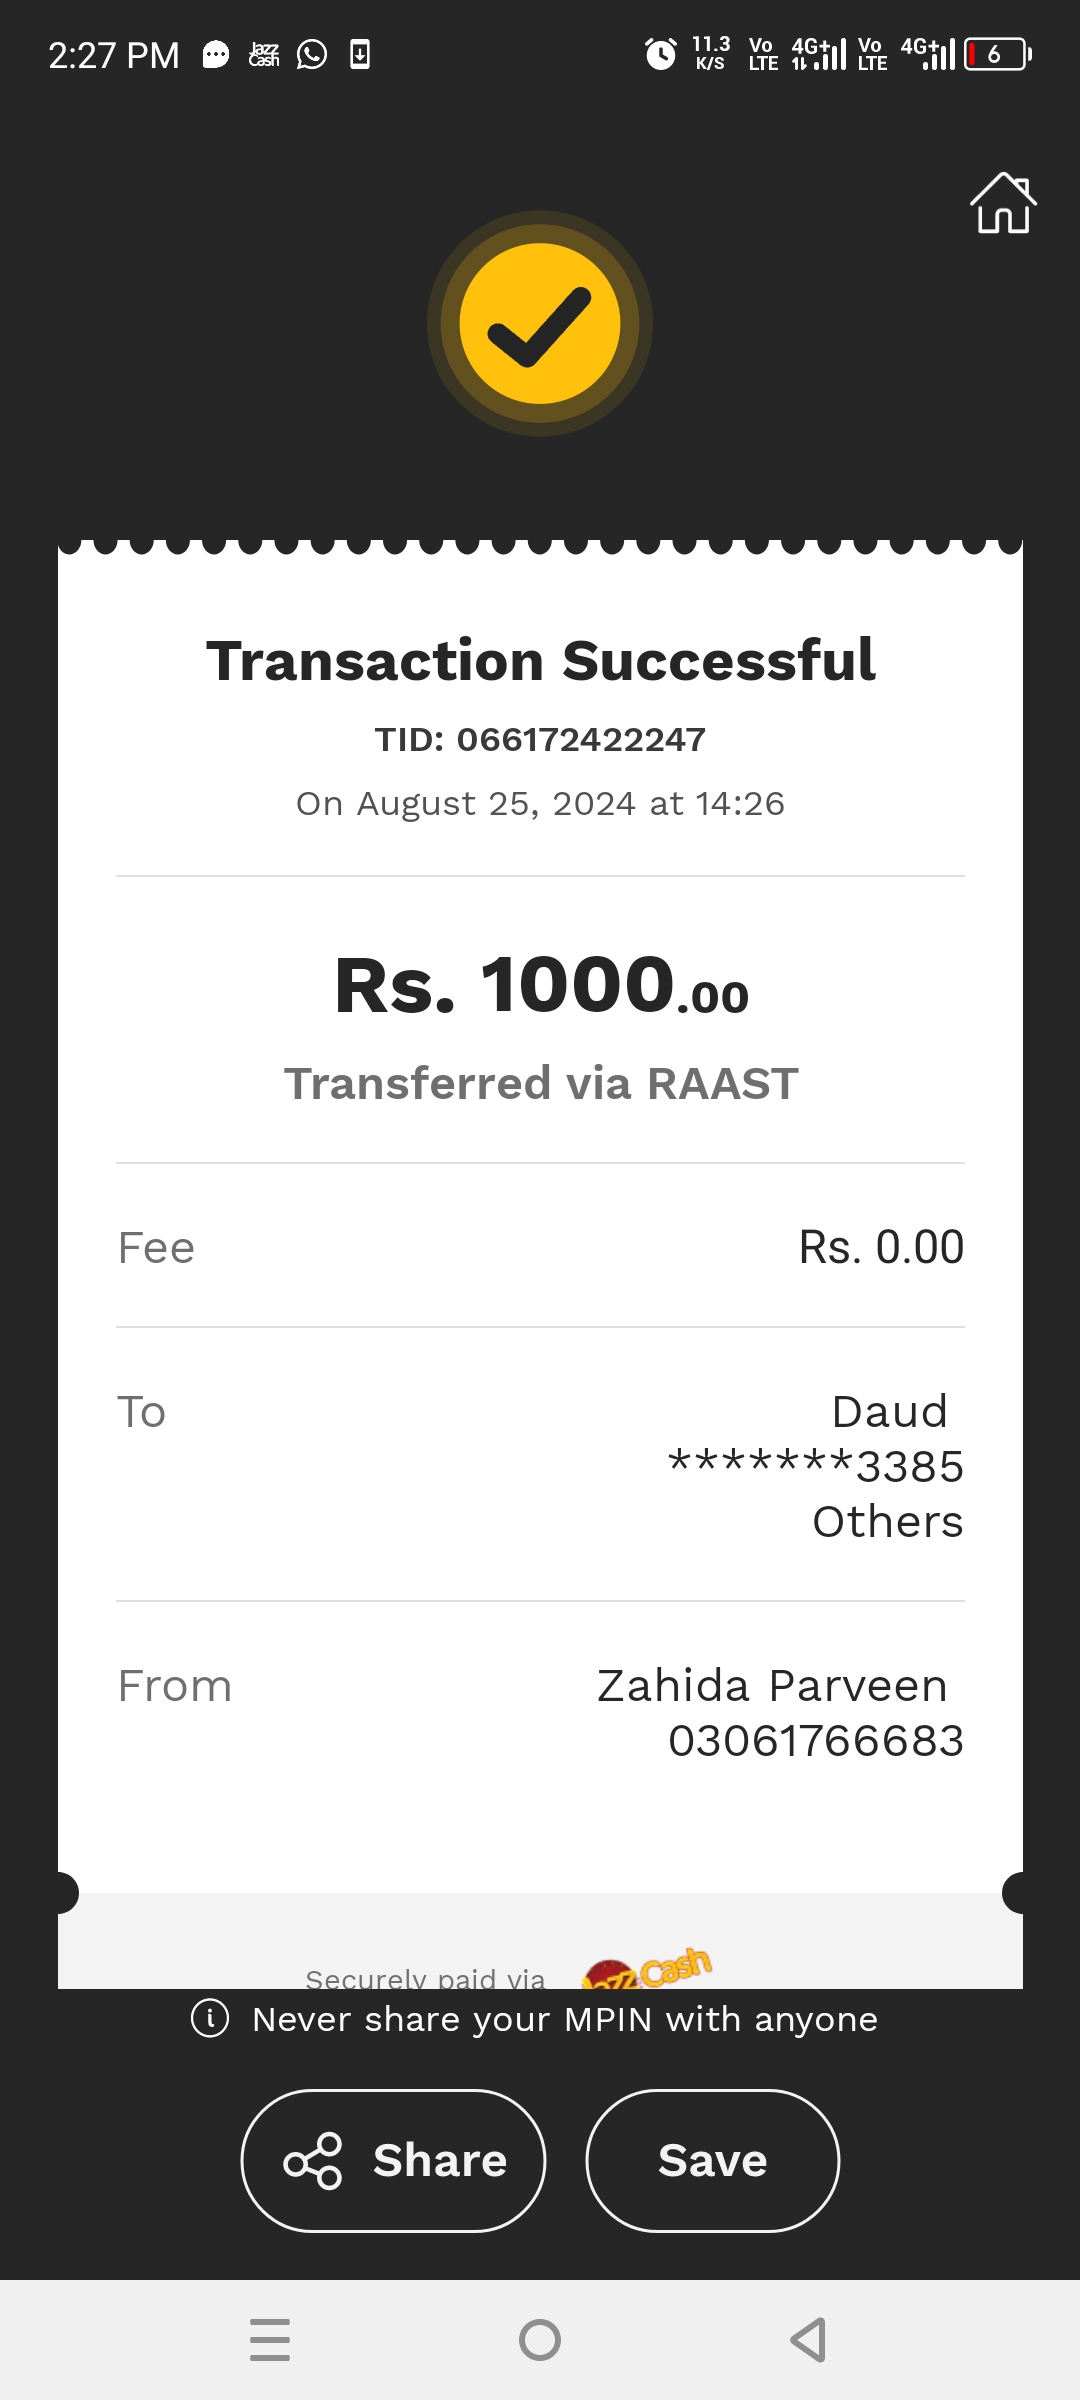 2:27 PM Jazz Cash 11.3 K/S Vo LTE 4G+ Vo LTE 4G+ 6
Transaction Successful
TID: 066172422247
On August 25, 2024 at 14:26
Rs. 1000.00
Transferred via RAAST
Fee Rs. 0.00
To Daud
*******3385
Others
From Zahida Parveen
03061766683
Securely paid via JazzCash
Never share your MPIN with anyone
Share Save